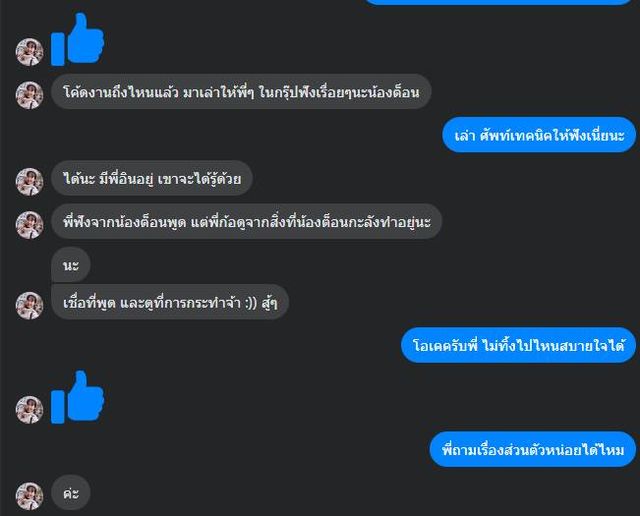 โค้ดงานถึงไหนแล้ว มาเล่าให้พี่ๆ ในกรุ๊ปฟังเรื่อยๆนะน้องต็อน
เล่า ศัพท์เทคนิคให้ฟังเนี่ยนะ
ได้นะ มีพี่อินอยู่ เขาจะได้รู้ด้วย
พี่ฟังจากน้องต็อนพูด แต่พี่ก้อดูจากสิ่งที่น้องต็อนกะลังทำอยู่นะ
นะ
เชื่อที่พูด และดูที่การกระทำจ้า :)) สู้ๆ
โอเคครับพี่ ไม่ทิ้งไปไหนสบายใจได้
พี่ถามเรื่องส่วนตัวหน่อยได้ไหม
ค่ะ